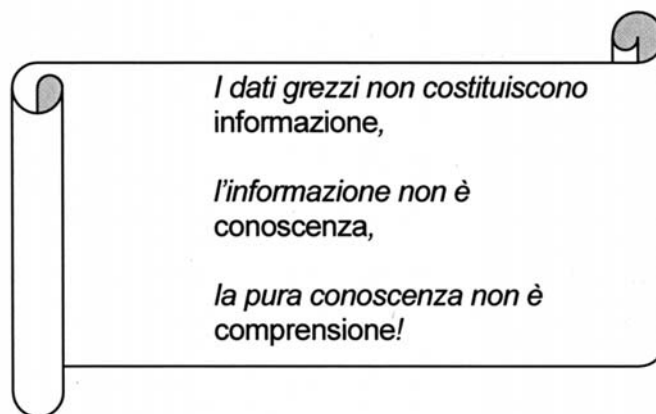 I dati grezzi non costituiscono
informazione,
l'informazione non è
conoscenza,
la pura conoscenza non è
comprensione!